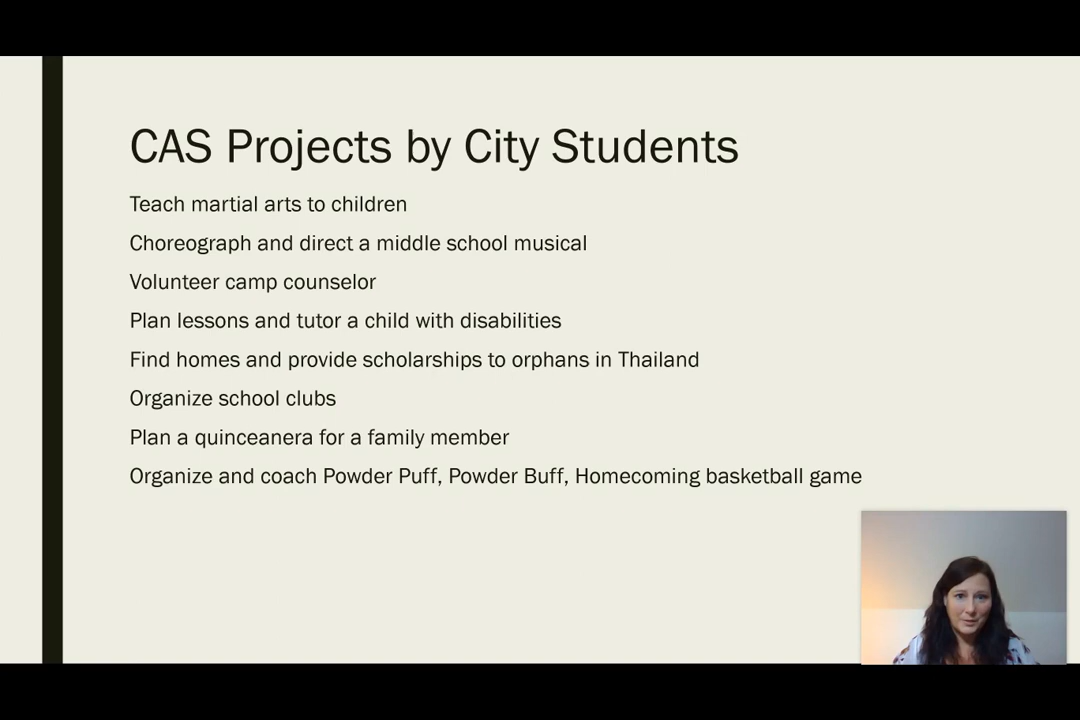 CAS Projects by City Students
Teach martial arts to children
Choreograph and direct a middle school musical
Volunteer camp counselor
Plan lessons and tutor a child with disabilities
Find homes and provide scholarships to orphans in Thailand
Organize school clubs
Plan a quinceanera for a family member
Organize and coach Powder Puff, Powder Buff, Homecoming basketball game